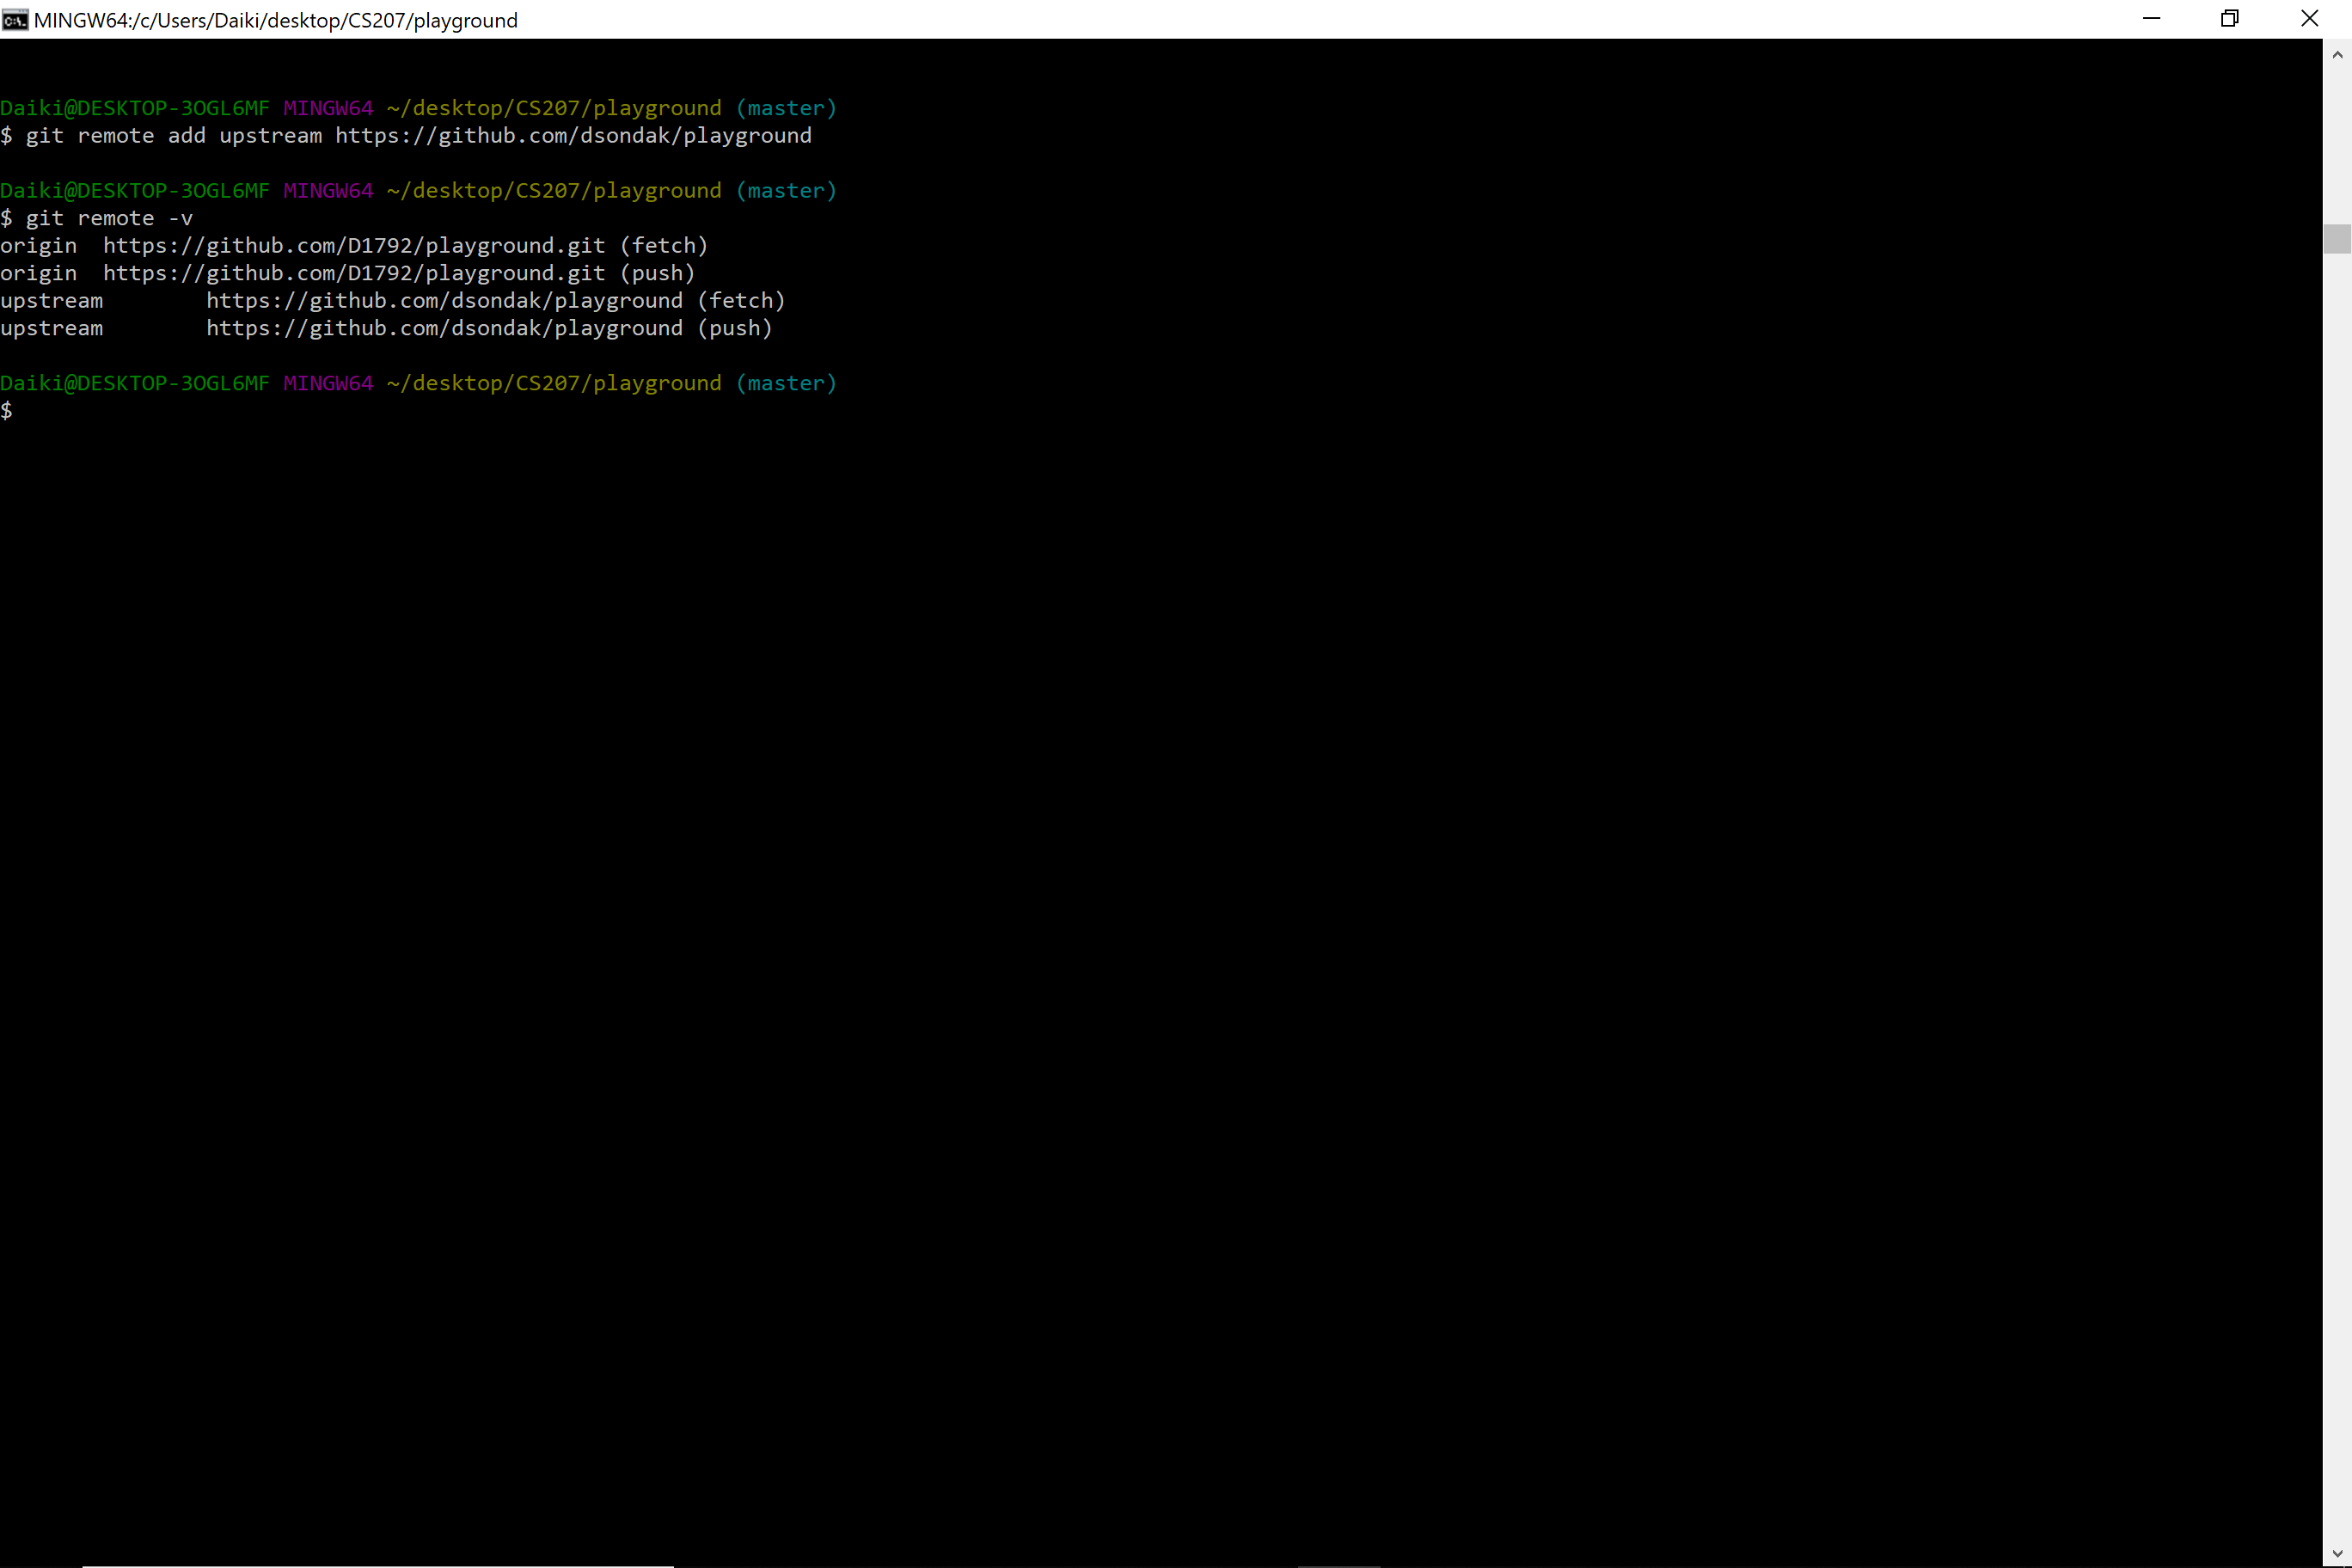 MINGW64:/c/Users/Daiki/desktop/CS207/playground
Daiki@DESKTOP-3OGL6MF MINGW64 ~/desktop/CS207/playground (master)
$ git remote add upstream https://github.com/dsondak/playground
Daiki@DESKTOP-3OGL6MF MINGW64 ~/desktop/CS207/playground (master)
$ git remote -v
origin  https://github.com/D1792/playground.git (fetch)
origin  https://github.com/D1792/playground.git (push)
upstream        https://github.com/dsondak/playground (fetch)
upstream        https://github.com/dsondak/playground (push)
Daiki@DESKTOP-3OGL6MF MINGW64 ~/desktop/CS207/playground (master)
$